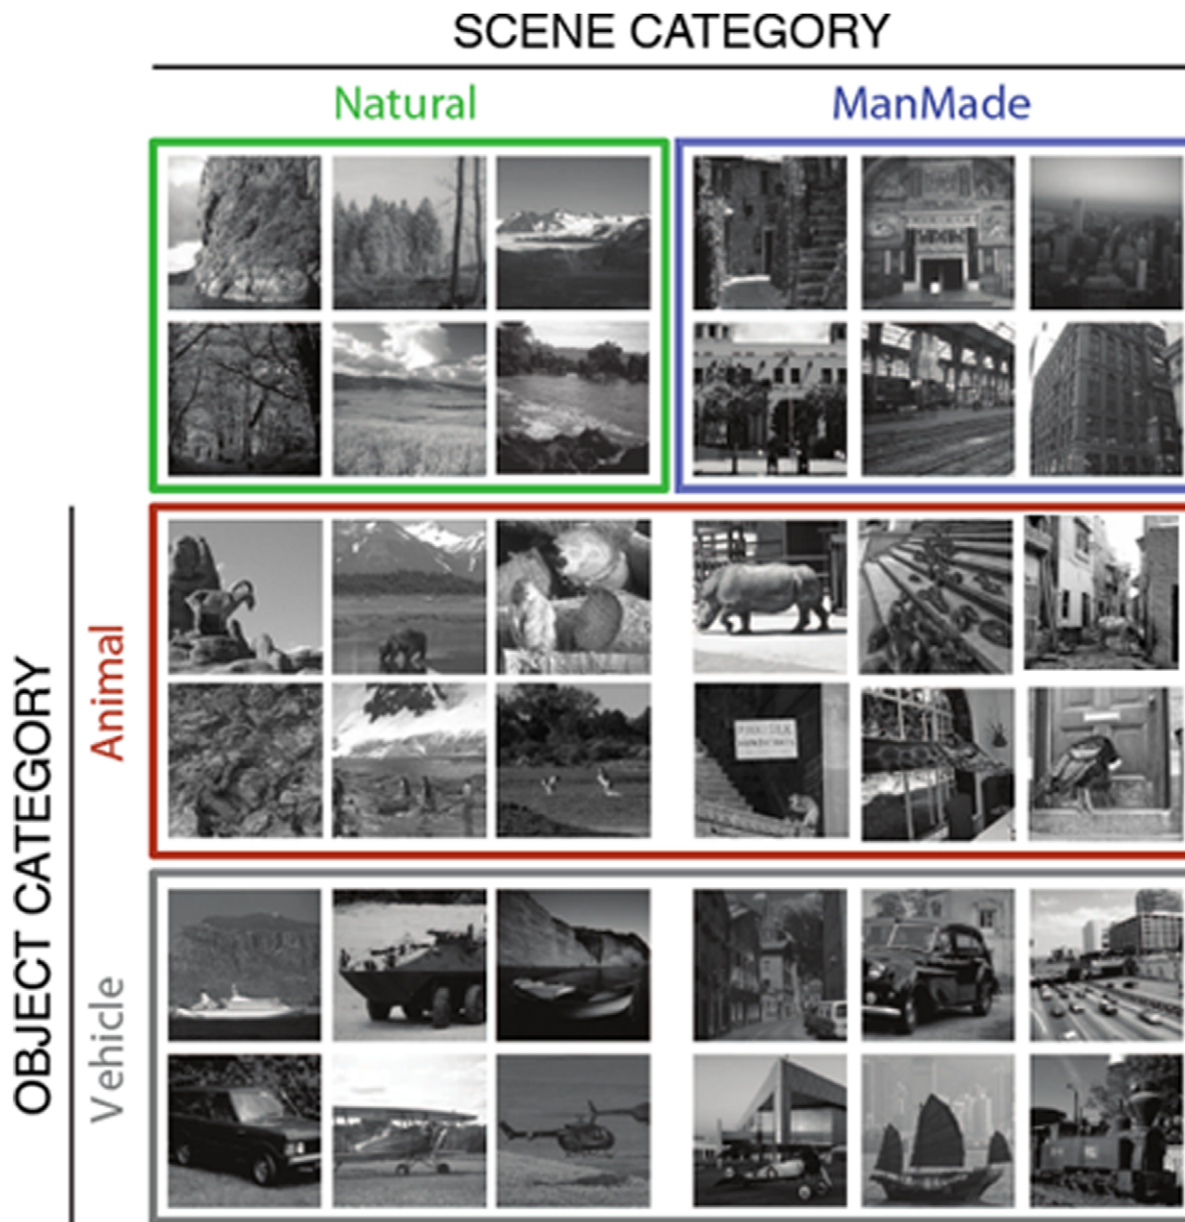 SCENE CATEGORY
Natural
ManMade
OBJECT CATEGORY
Animal
Vehicle